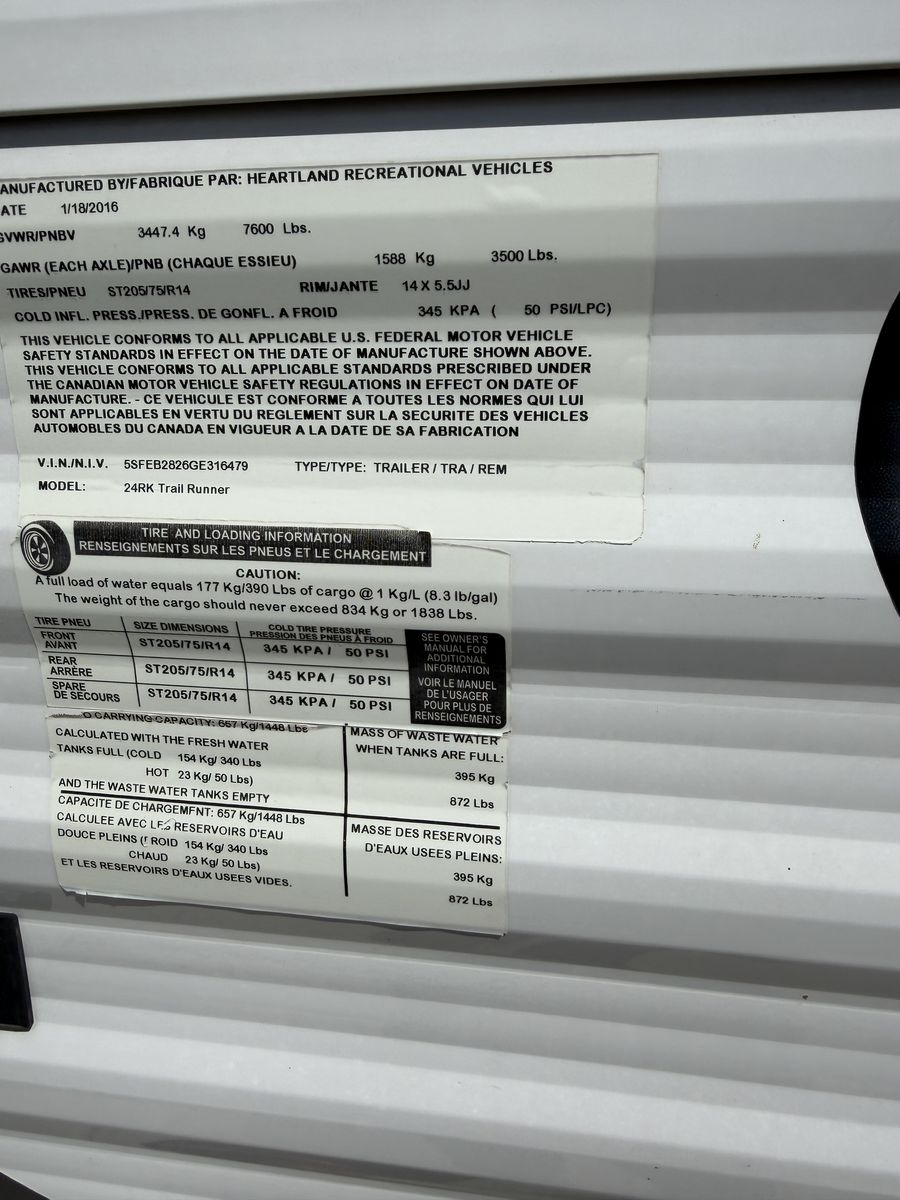 ANUFACTURED BY/FABRIQUE PAR: HEARTLAND RECREATIONAL VEHICLES
ATE 1/18/2016
GVWR/PNBV 3447.4 Kg 7600 Lbs.
GAWR (EACH AXLE)/PNB (CHAQUE ESSIEU) 1588 Kg 3500 Lbs.
TIRES/PNEU ST205/75/R14 RIM/JANTE 14 X 5.5JJ
COLD INFL. PRESS./PRESS. DE GONFL. A FROID 345 KPA ( 50 PSI/LPC)
THIS VEHICLE CONFORMS TO ALL APPLICABLE U.S. FEDERAL MOTOR VEHICLE
SAFETY STANDARDS IN EFFECT ON THE DATE OF MANUFACTURE SHOWN ABOVE.
THIS VEHICLE CONFORMS TO ALL APPLICABLE STANDARDS PRESCRIBED UNDER
THE CANADIAN MOTOR VEHICLE SAFETY REGULATIONS IN EFFECT ON DATE OF
MANUFACTURE. - CE VEHICULE EST CONFORME A TOUTES LES NORMES QUI LUI
SONT APPLICABLES EN VERTU DU REGLEMENT SUR LA SECURITE DES VEHICLES
AUTOMOBLES DU CANADA EN VIGUEUR A LA DATE DE SA FABRICATION
V.I.N./N.I.V. 5SFEB2826GE316479 TYPE/TYPE: TRAILER / TRA / REM
MODEL: 24RK Trail Runner
TIRE AND LOADING INFORMATION
RENSEIGNEMENTS SUR LES PNEUS ET LE CHARGEMENT
CAUTION:
A full load of water equals 177 Kg/390 Lbs of cargo @ 1 Kg/L (8.3 lb/gal)
The weight of the cargo should never exceed 834 Kg or 1838 Lbs.
TIRE PNEU SIZE DIMENSIONS COLD TIRE PRESSURE
PRESSION DES PNEUS À FROID
FRONT
AVANT ST205/75/R14 345 KPA / 50 PSI
REAR
ARRÈRE ST205/75/R14 345 KPA / 50 PSI
SPARE
DE SECOURS ST205/75/R14 345 KPA / 50 PSI
SEE OWNER'S
MANUAL FOR
ADDITIONAL
INFORMATION
VOIR LE MANUEL
DE L'USAGER
POUR PLUS DE
RENSEIGNEMENTS
O CARRYING CAPACITY: 657 Kg/1448 Lbs
CALCULATED WITH THE FRESH WATER
TANKS FULL (COLD 154 Kg/ 340 Lbs
HOT 23 Kg/ 50 Lbs)
AND THE WASTE WATER TANKS EMPTY
MASS OF WASTE WATER
WHEN TANKS ARE FULL:
395 Kg
872 Lbs
CAPACITE DE CHARGEMENT: 657 Kg/1448 Lbs
CALCULEE AVEC LES RESERVOIRS D'EAU
DOUCE PLEINS (FROID 154 Kg/ 340 Lbs
CHAUD 23 Kg/ 50 Lbs)
ET LES RESERVOIRS D'EAUX USEES VIDES.
MASSE DES RESERVOIRS
D'EAUX USEES PLEINS:
395 Kg
872 Lbs